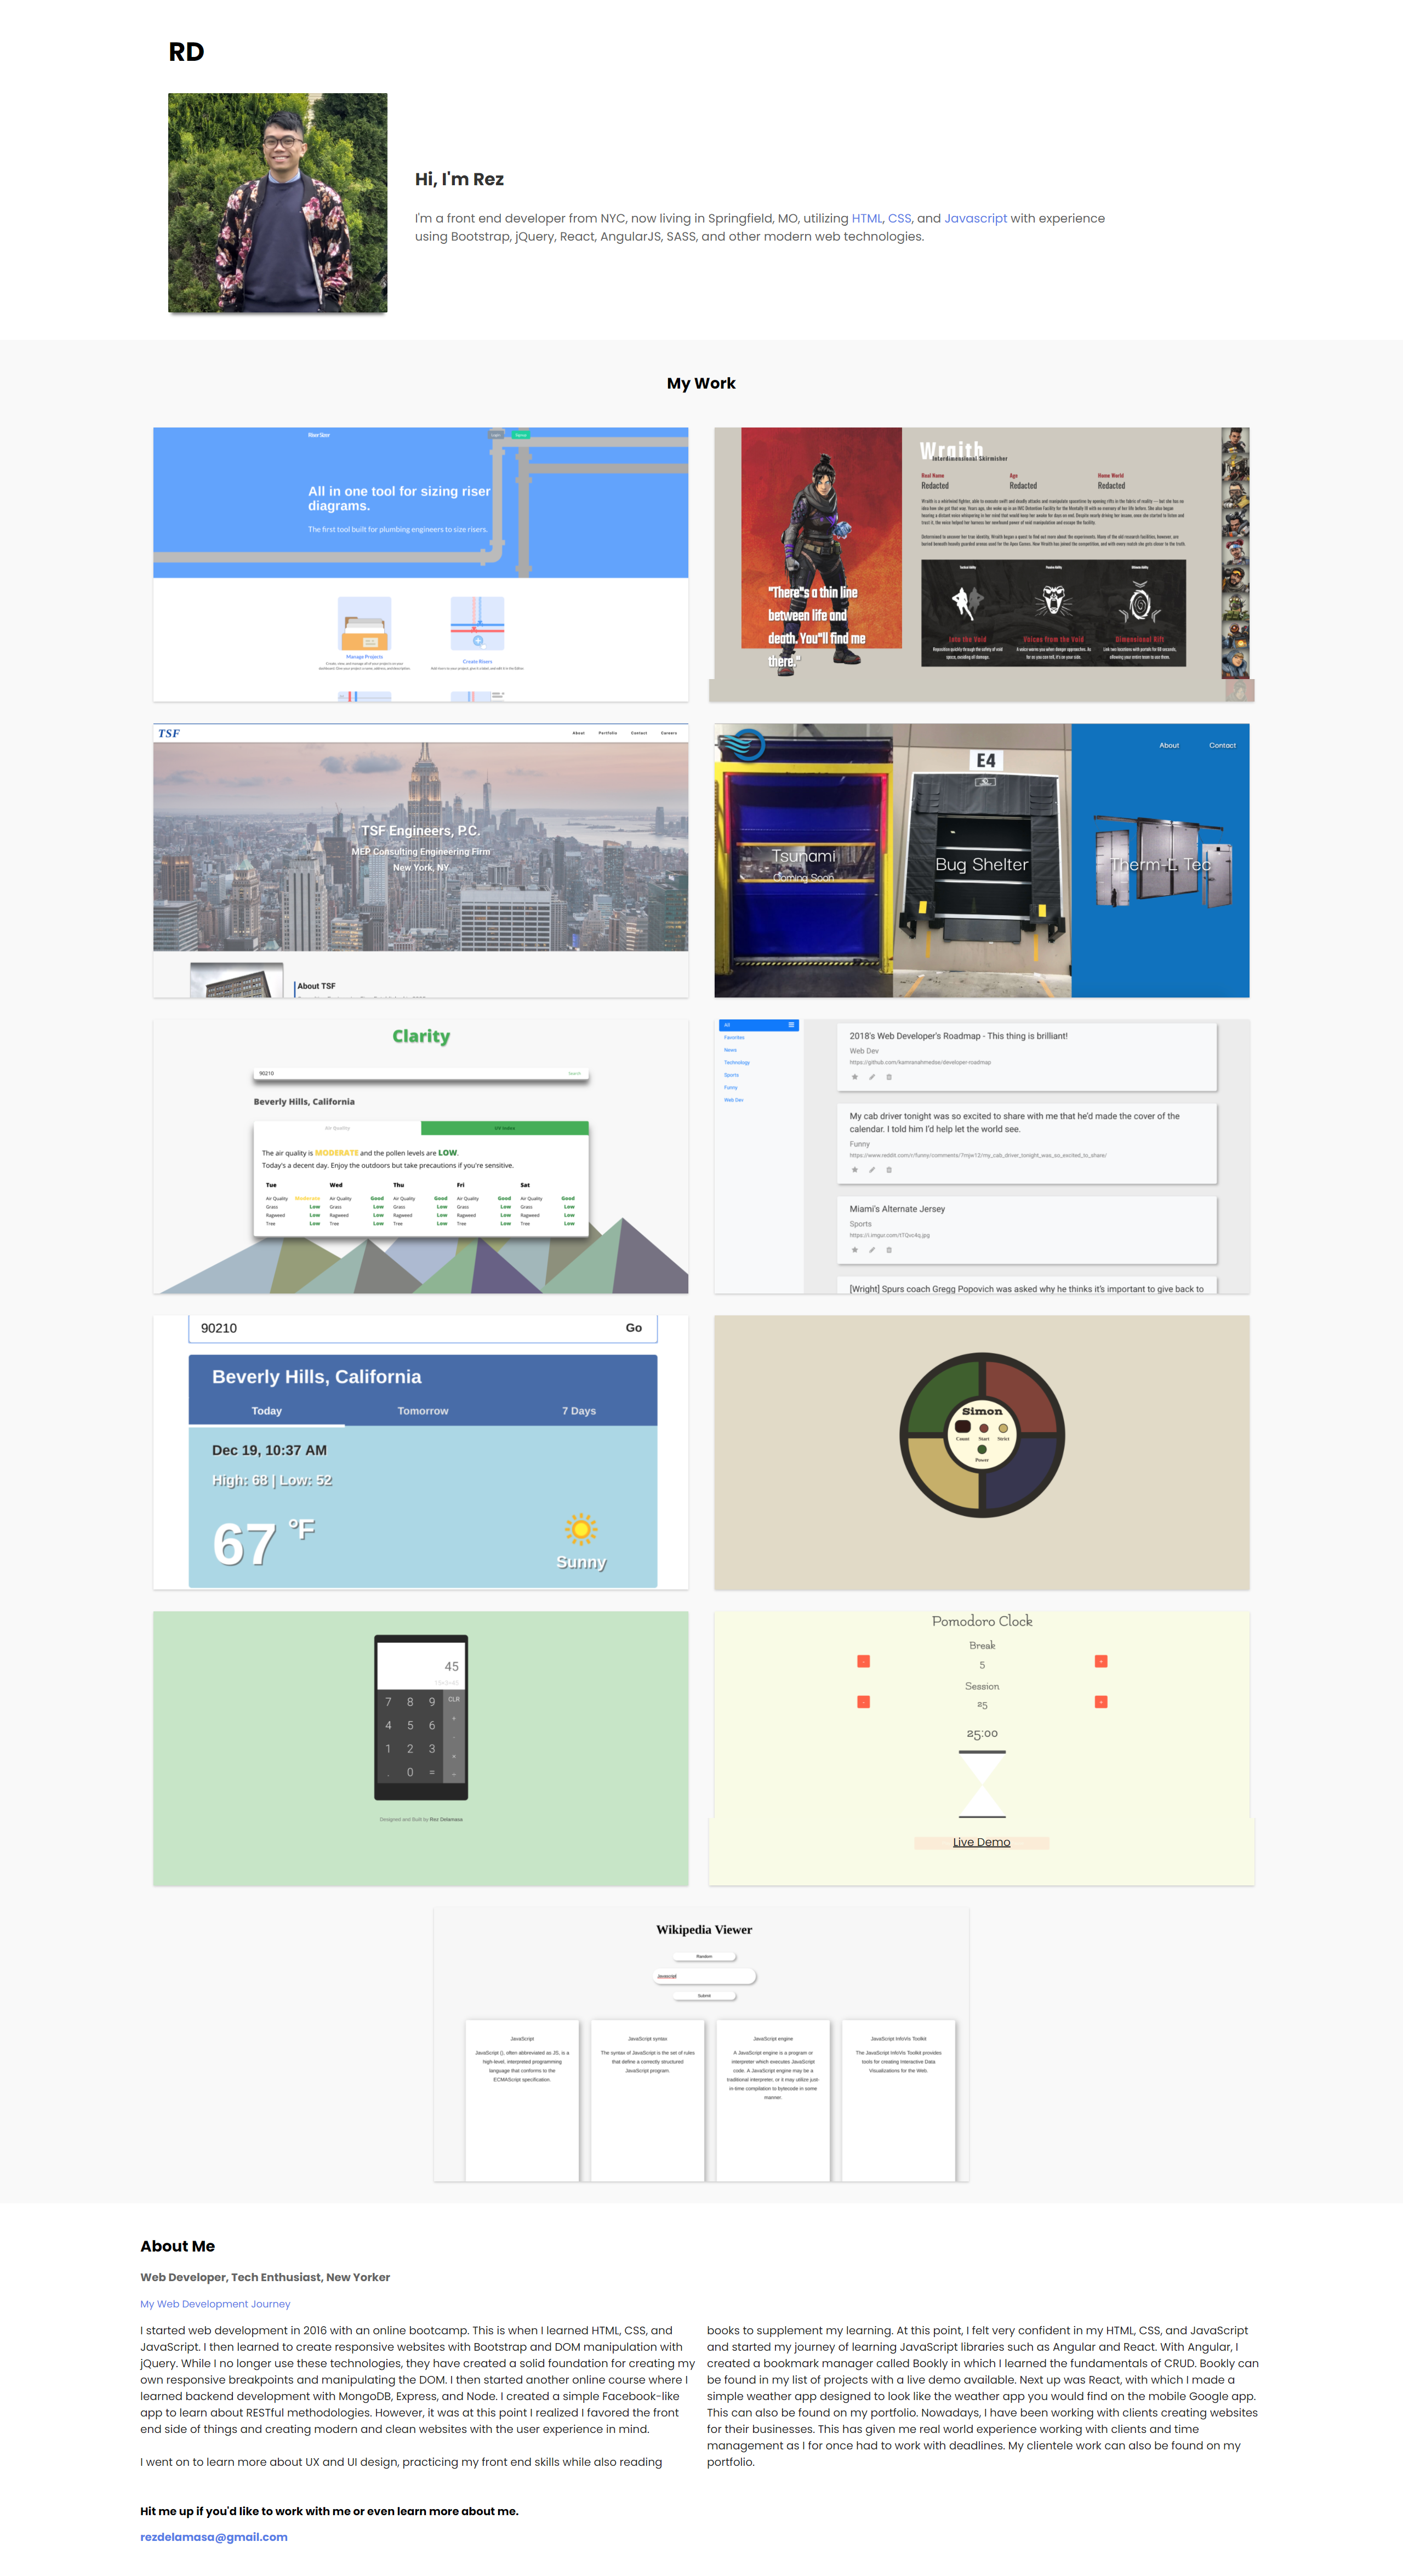 RD
Hi, I'm Rez
I'm a front end developer from NYC, now living in Springfield, MO, utilizing HTML, CSS, and Javascript with experience
using Bootstrap, jQuery, React, AngularJS, SASS, and other modern web technologies.
My Work
RiserSizer
Login
All in one tool for sizing riser
diagrams.
The first tool built for plumbing engineers to size risers.
Manage Projects
Create Risers
Wraith
Interdimensional Skirmisher
Real Name
Age
Home World
Redacted
Redacted
Redacted
"There"s a thin line
between life and
death. You"ll find me
there."
Into the Void
Voices from the Void
Dimensional Rift
TSF
About
Portfolio
Contact
Careers
TSF Engineers, P.C.
MEP Consulting Engineering Firm
New York, NY
About TSF
E4
About
Contact
Tsunami
Coming Soon
Bug Shelter
Therm-L Tec
Clarity
90210
Search
Beverly Hills, California
Air Quality
UV Index
The air quality is MODERATE and the pollen levels are LOW.
Today's a decent day. Enjoy the outdoors but take precautions if you're sensitive.
Tue
Wed
Thu
Fri
Sat
Air Quality Moderate Air Quality Good Air Quality Good Air Quality Good Air Quality Good
Grass Low Grass Low Grass Low Grass Low Grass Low
Ragweed Low Ragweed Low Ragweed Low Ragweed Low Ragweed Low
Tree Low Tree Low Tree Low Tree Low Tree Low
All
Favorites
News
Technology
Sports
Funny
Web Dev
2018's Web Developer's Roadmap - This thing is brilliant!
Web Dev
https://github.com/kamranahmedse/developer-roadmap
My cab driver tonight was so excited to share with me that he'd made the cover of the
calendar. I told him I'd help let the world see.
Funny
Miami's Alternate Jersey
Sports
[Wright] Spurs coach Gregg Popovich was asked why he thinks it's important to give back to
90210
Go
Beverly Hills, California
Today
Tomorrow
7 Days
Dec 19, 10:37 AM
High: 68 | Low: 52
67 °F
Sunny
Simon
Count
Start
Strict
Power
45
15×3=45
7 8 9 CLR
4 5 6 +
1 2 3 -
×
. 0 = ÷
Designed and Built by Rez Delamasa
Pomodoro Clock
Break
5
-
+
Session
25
+
25:00
Live Demo
Wikipedia Viewer
Random
Javascript
Submit
JavaScript
JavaScript (), often abbreviated as JS, is a
high-level, interpreted programming
language that conforms to the
ECMAScript specification.
JavaScript syntax
The syntax of JavaScript is the set of rules
that define a correctly structured
JavaScript program.
JavaScript engine
A JavaScript engine is a program or
interpreter which executes JavaScript
code. A JavaScript engine may be a
traditional interpreter, or it may utilize just-
in-time compilation to bytecode in some
manner.
JavaScript InfoVis Toolkit
The JavaScript InfoVis Toolkit provides
tools for creating Interactive Data
Visualizations for the Web.
About Me
Web Developer, Tech Enthusiast, New Yorker
My Web Development Journey
I started web development in 2016 with an online bootcamp. This is when I learned HTML, CSS, and
JavaScript. I then learned to create responsive websites with Bootstrap and DOM manipulation with
jQuery. While I no longer use these technologies, they have created a solid foundation for creating my
own responsive breakpoints and manipulating the DOM. I then started another online course where I
learned backend development with MongoDB, Express, and Node. I created a simple Facebook-like
app to learn about RESTful methodologies. However, it was at this point I realized I favored the front
end side of things and creating modern and clean websites with the user experience in mind.
I went on to learn more about UX and UI design, practicing my front end skills while also reading
books to supplement my learning. At this point, I felt very confident in my HTML, CSS, and JavaScript
and started my journey of learning JavaScript libraries such as Angular and React. With Angular, I
created a bookmark manager called Bookly in which I learned the fundamentals of CRUD. Bookly can
be found in my list of projects with a live demo available. Next up was React, with which I made a
simple weather app designed to look like the weather app you would find on the mobile Google app.
This can also be found on my portfolio. Nowadays, I have been working with clients creating websites
for their businesses. This has given me real world experience working with clients and time
management as I for once had to work with deadlines. My clientele work can also be found on my
portfolio.
Hit me up if you'd like to work with me or even learn more about me.
rezdelamasa@gmail.com